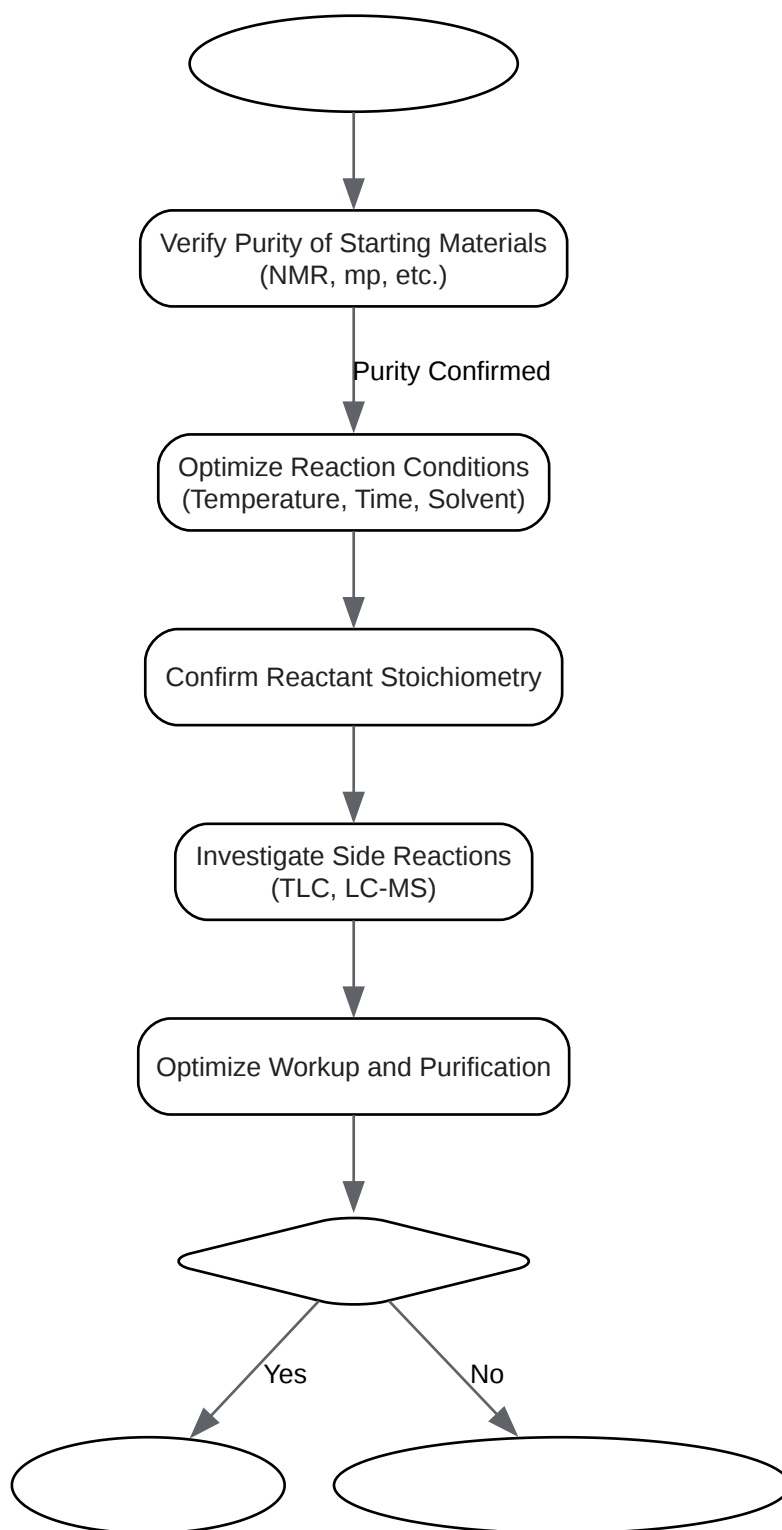 Verify Purity of Starting Materials
(NMR, mp, etc.)
Purity Confirmed
Optimize Reaction Conditions
(Temperature, Time, Solvent)
Confirm Reactant Stoichiometry
Investigate Side Reactions
(TLC, LC-MS)
Optimize Workup and Purification
Yes
No